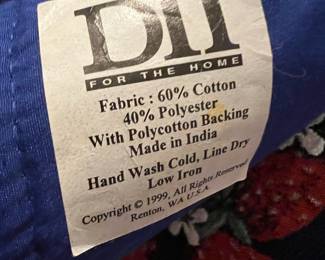 DII
FOR THE HOME
Fabric : 60% Cotton
40% Polyester
With Polycotton Backing
Made in India
Hand Wash Cold, Line Dry
Low Iron
Copyright © 1999, All Rights Reserved
Renton, WA U.S.A